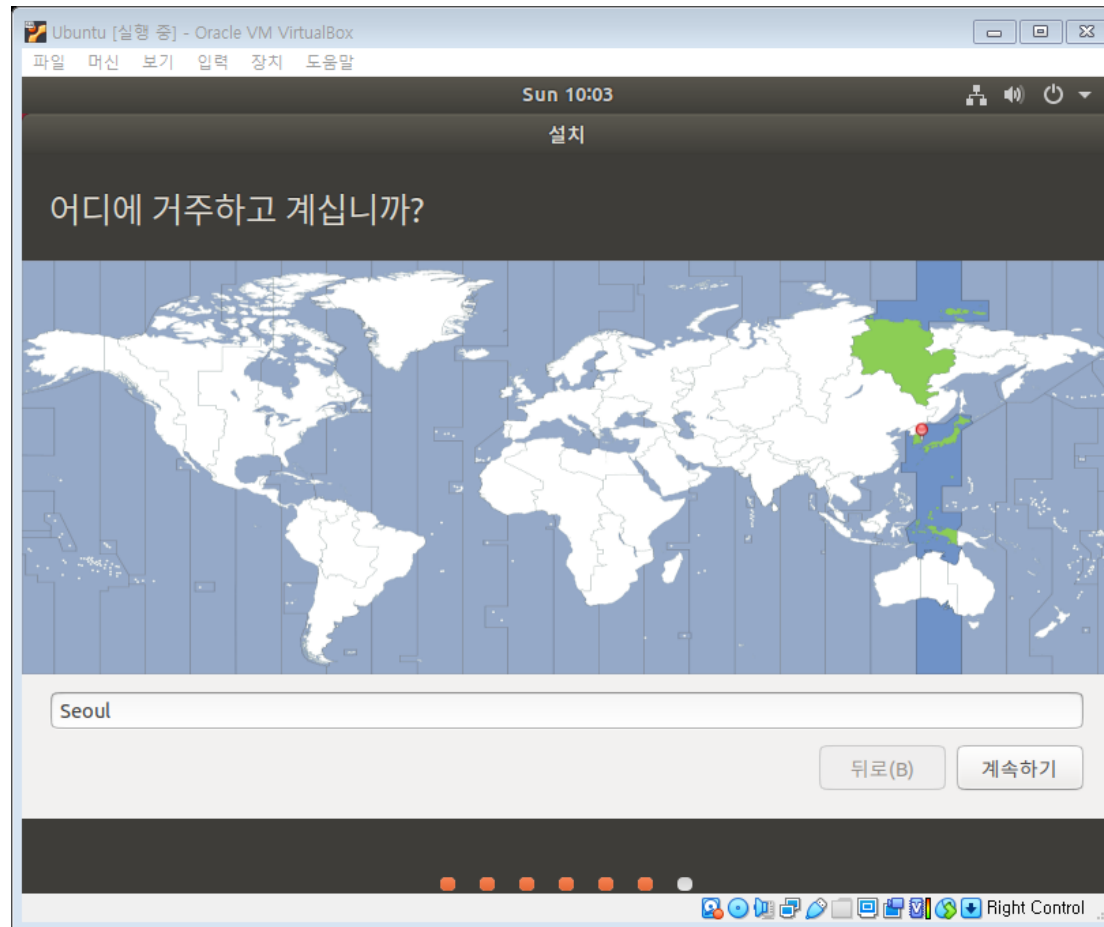 Ubuntu [실행 중] - Oracle VM VirtualBox
파일 머신 보기 입력 장치 도움말
Sun 10:03
설치
어디에 거주하고 계십니까?
Seoul
뒤로(B) 계속하기
Right Control